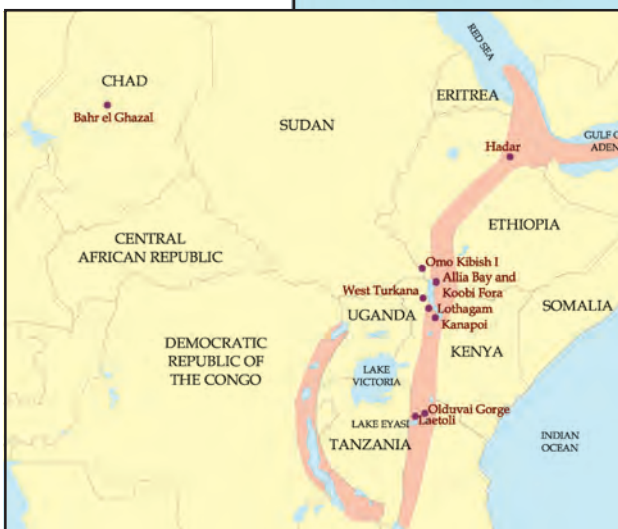 RED SEA
CHAD
Bahr el Ghazal
ERITREA
SUDAN
GULF O
ADEN
Hadar
ETHIOPIA
CENTRAL
AFRICAN REPUBLIC
Omo Kibish I
Allia Bay and
Koobi Fora
West Turkana
SOMALIA
Lothagam
UGANDA
Kanapoi
DEMOCRATIC
REPUBLIC OF
THE CONGO
KENYA
LAKE
VICTORIA
Olduvai Gorge
LAKE EYASI
Laetoli
TANZANIA
INDIAN
OCEAN